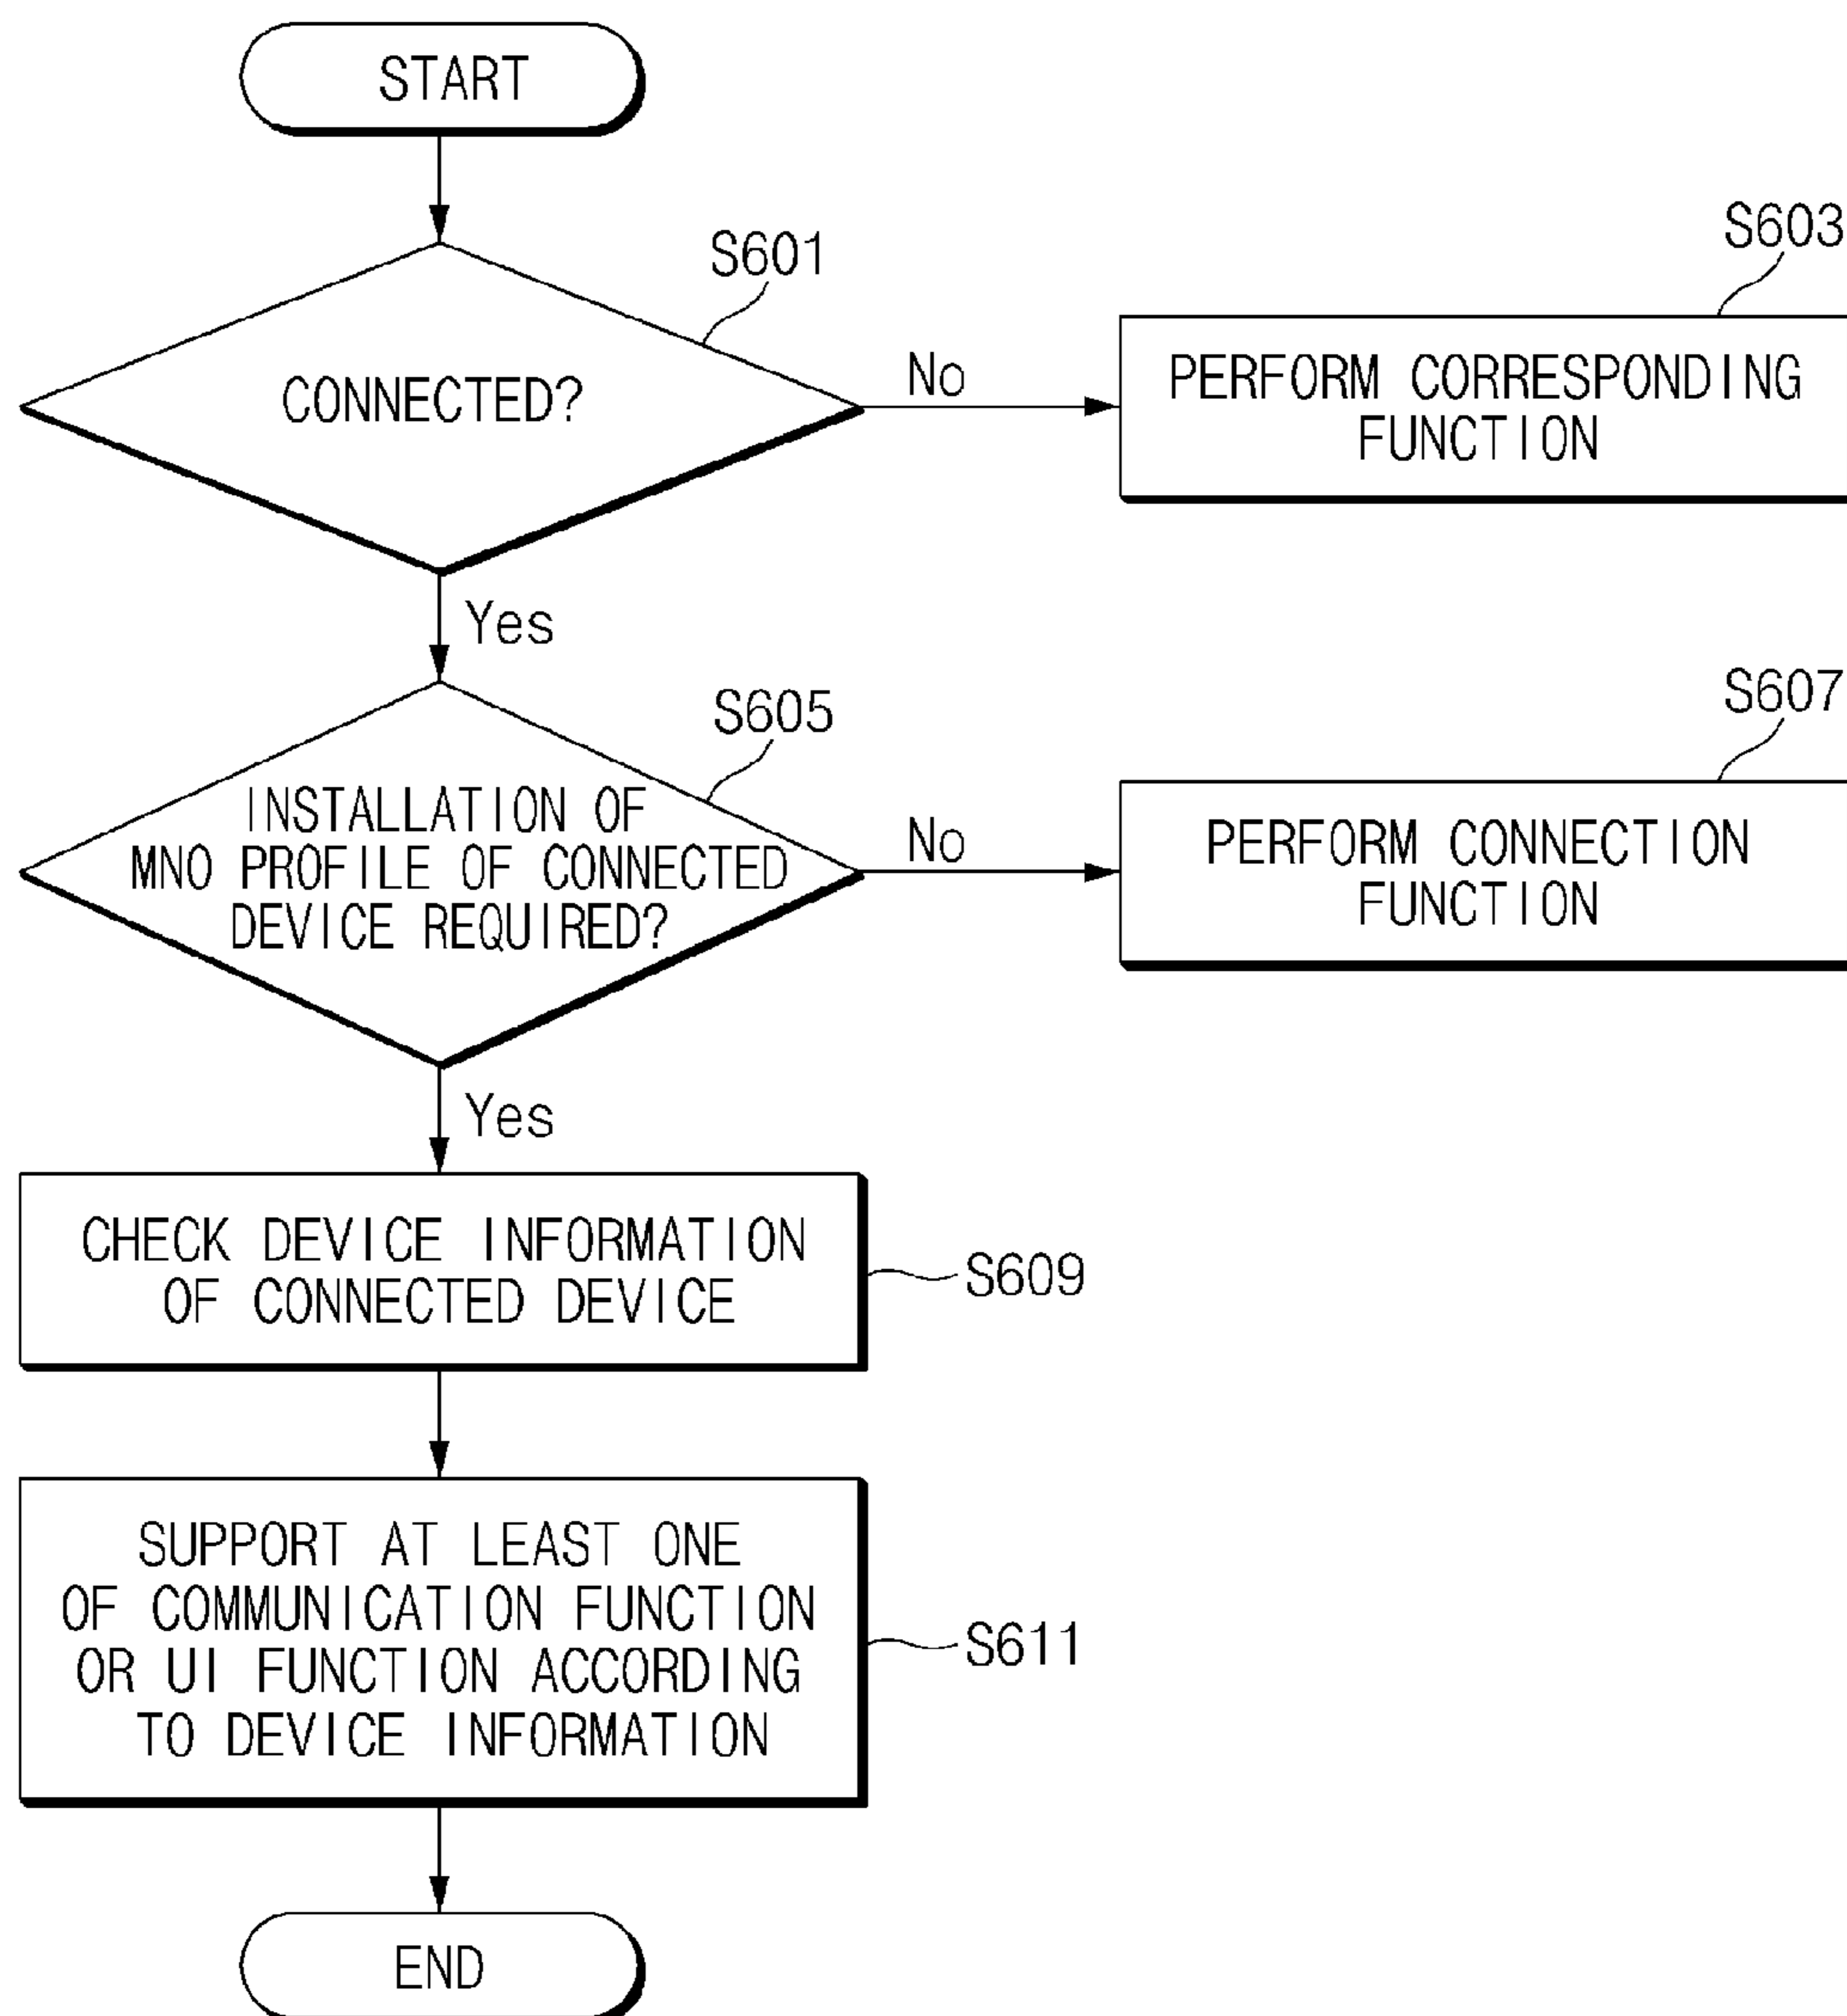 START
S601
CONNECTED?
No
S603
PERFORM CORRESPONDING
FUNCTION
Yes
S605
INSTALLATION OF
MNO PROFILE OF CONNECTED
DEVICE REQUIRED?
No
S607
PERFORM CONNECTION
FUNCTION
Yes
CHECK DEVICE INFORMATION
OF CONNECTED DEVICE
S609
SUPPORT AT LEAST ONE
OF COMMUNICATION FUNCTION
OR UI FUNCTION ACCORDING
TO DEVICE INFORMATION
S611
END